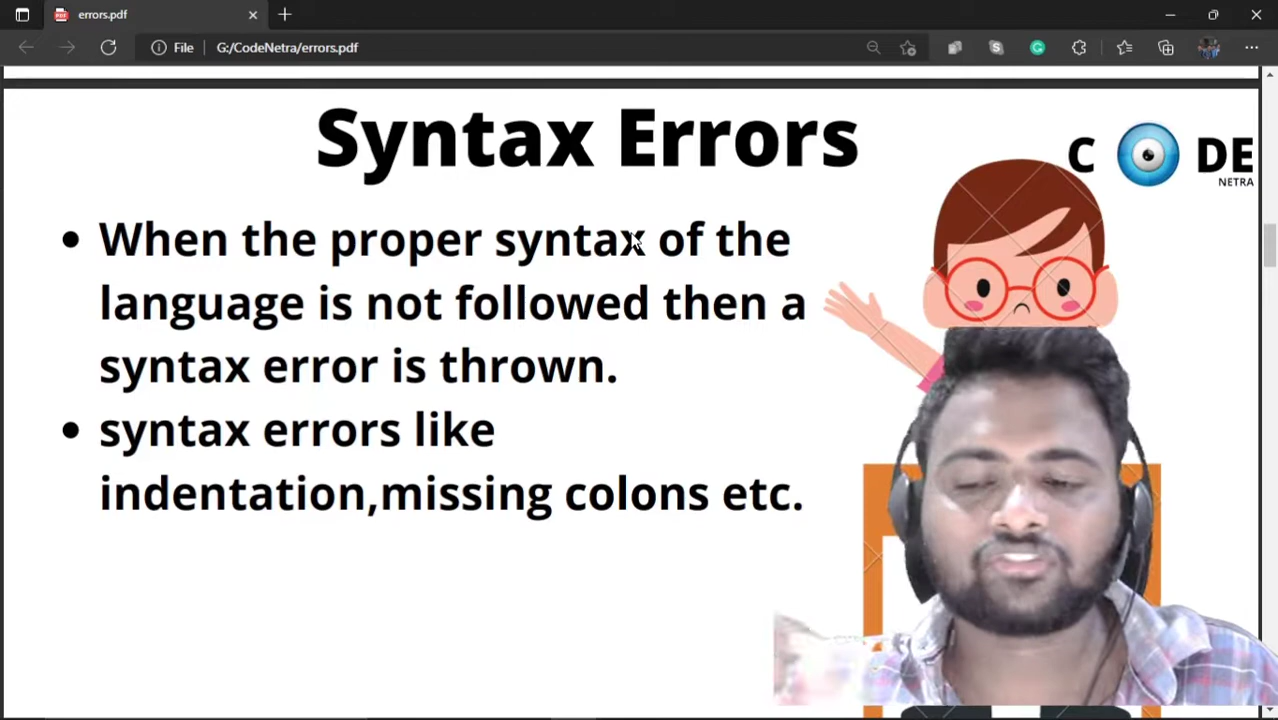 errors.pdf
File G:/CodeNetra/errors.pdf
Syntax Errors
C DE
NETRA
• When the proper syntax of the
language is not followed then a
syntax error is thrown.
• syntax errors like
indentation,missing colons etc.